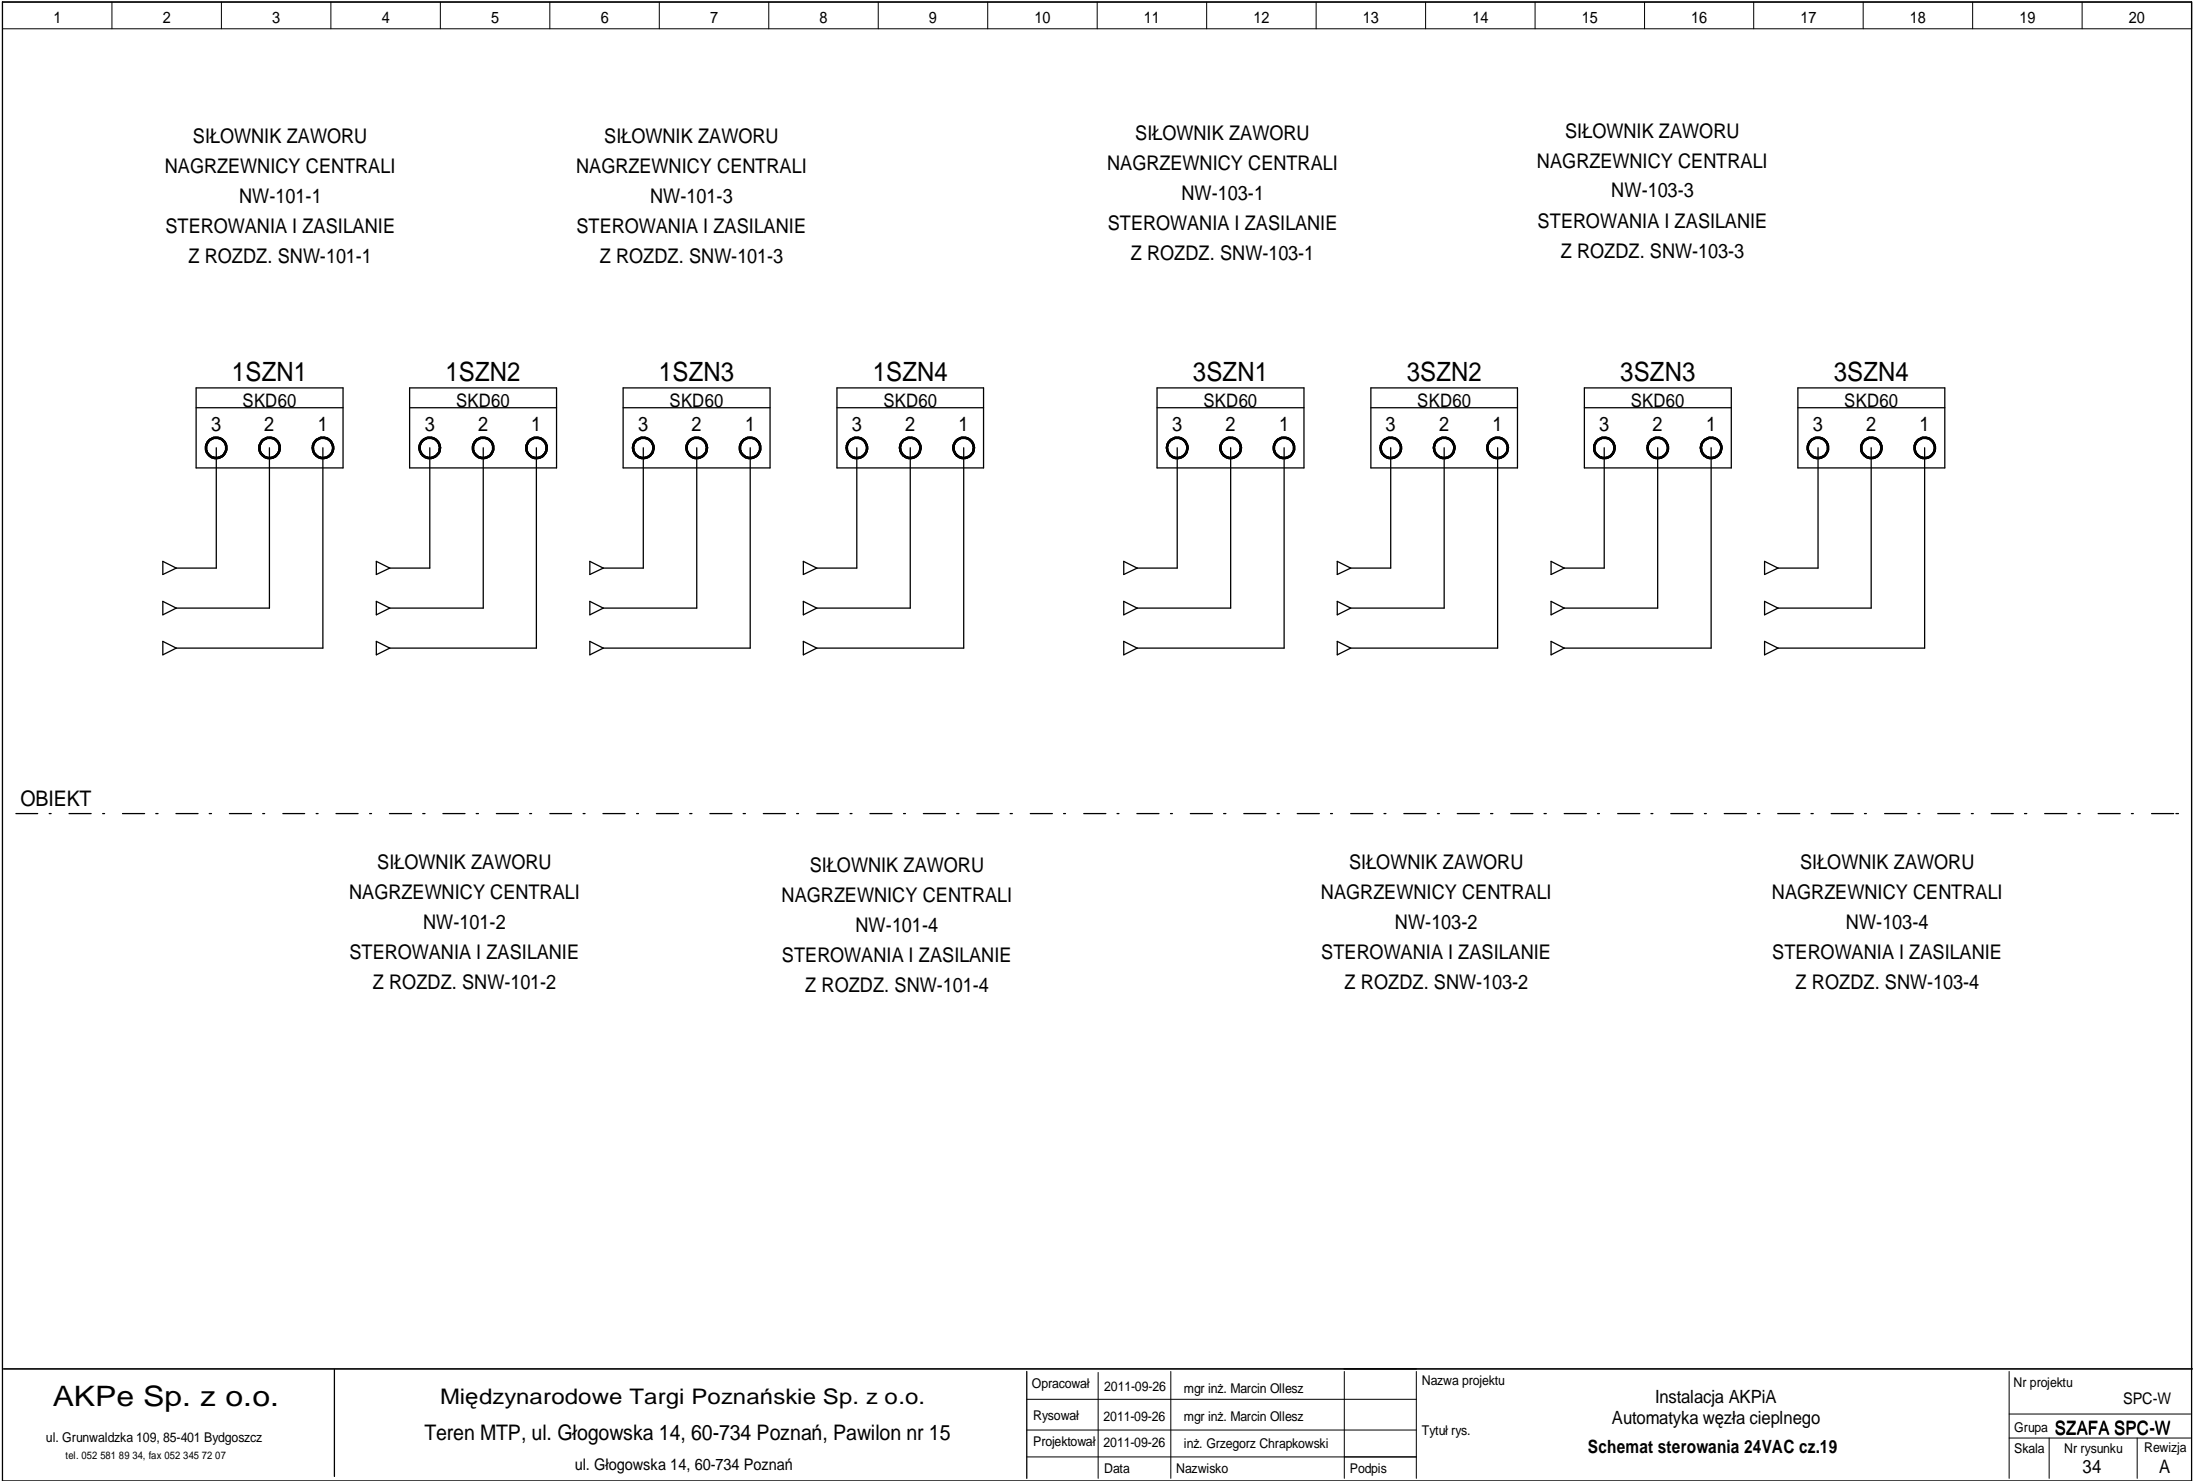 1 2 3 4 5 6 7 8 9 10 11 12 13 14 15 16 17 18 19 20
SIŁOWNIK ZAWORU
NAGRZEWNICY CENTRALI
NW-101-1
STEROWANIA I ZASILANIE
Z ROZDZ. SNW-101-1
SIŁOWNIK ZAWORU
NAGRZEWNICY CENTRALI
NW-101-3
STEROWANIA I ZASILANIE
Z ROZDZ. SNW-101-3
SIŁOWNIK ZAWORU
NAGRZEWNICY CENTRALI
NW-103-1
STEROWANIA I ZASILANIE
Z ROZDZ. SNW-103-1
SIŁOWNIK ZAWORU
NAGRZEWNICY CENTRALI
NW-103-3
STEROWANIA I ZASILANIE
Z ROZDZ. SNW-103-3
1SZN1
SKD60
3 2 1
1SZN2
SKD60
3 2 1
1SZN3
SKD60
3 2 1
1SZN4
SKD60
3 2 1
3SZN1
SKD60
3 2 1
3SZN2
SKD60
3 2 1
3SZN3
SKD60
3 2 1
3SZN4
SKD60
3 2 1
OBIEKT
SIŁOWNIK ZAWORU
NAGRZEWNICY CENTRALI
NW-101-2
STEROWANIA I ZASILANIE
Z ROZDZ. SNW-101-2
SIŁOWNIK ZAWORU
NAGRZEWNICY CENTRALI
NW-101-4
STEROWANIA I ZASILANIE
Z ROZDZ. SNW-101-4
SIŁOWNIK ZAWORU
NAGRZEWNICY CENTRALI
NW-103-2
STEROWANIA I ZASILANIE
Z ROZDZ. SNW-103-2
SIŁOWNIK ZAWORU
NAGRZEWNICY CENTRALI
NW-103-4
STEROWANIA I ZASILANIE
Z ROZDZ. SNW-103-4
AKPe Sp. z o.o.
ul. Grunwaldzka 109, 85-401 Bydgoszcz
tel. 052 581 89 34, fax 052 345 72 07
Międzynarodowe Targi Poznańskie Sp. z o.o.
Teren MTP, ul. Głogowska 14, 60-734 Poznań, Pawilon nr 15
ul. Głogowska 14, 60-734 Poznań
Opracował 2011-09-26 mgr inż. Marcin Ollesz
Rysował 2011-09-26 mgr inż. Marcin Ollesz
Projektował 2011-09-26 inż. Grzegorz Chrapkowski
Data Nazwisko Podpis
Nazwa projektu
Instalacja AKPiA
Automatyka węzła cieplnego
Tytuł rys.
Schemat sterowania 24VAC cz.19
Nr projektu
SPC-W
Grupa SZAFA SPC-W
Skala Nr rysunku Rewizja
34 A